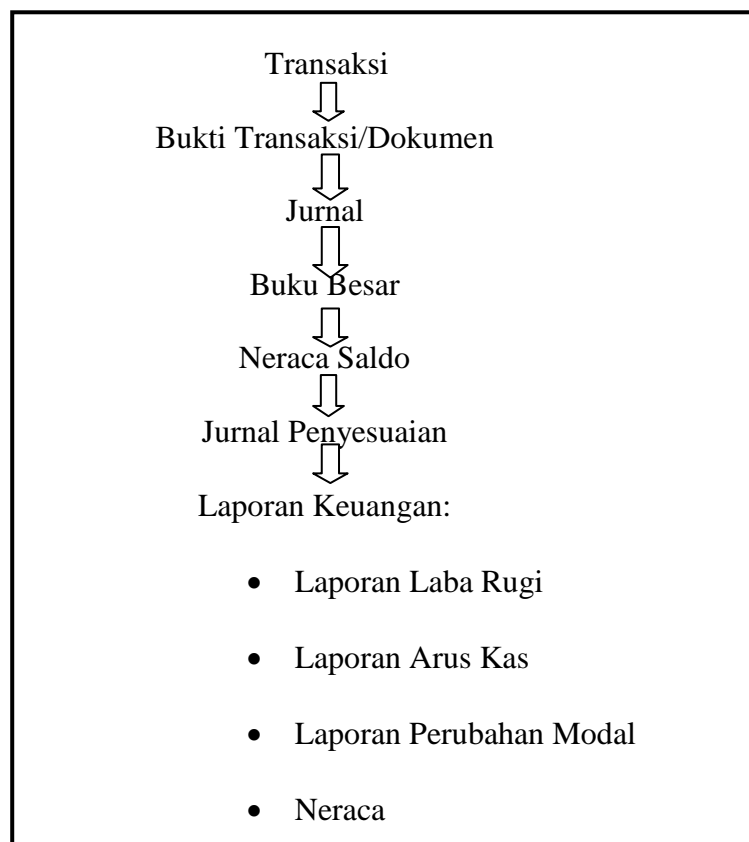 Transaksi
Bukti Transaksi/Dokumen
Jurnal
Buku Besar
Neraca Saldo
Jurnal Penyesuaian
Laporan Keuangan:
• Laporan Laba Rugi
• Laporan Arus Kas
• Laporan Perubahan Modal
• Neraca